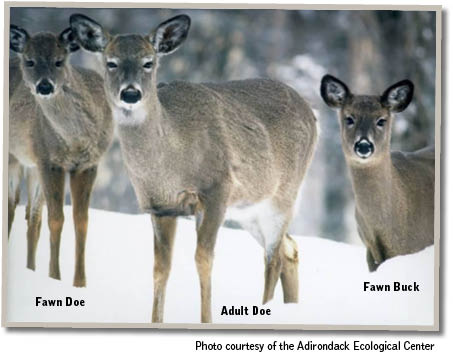 Fawn Doe
Adult Doe
Fawn Buck
Photo courtesy of the Adirondack Ecological Center